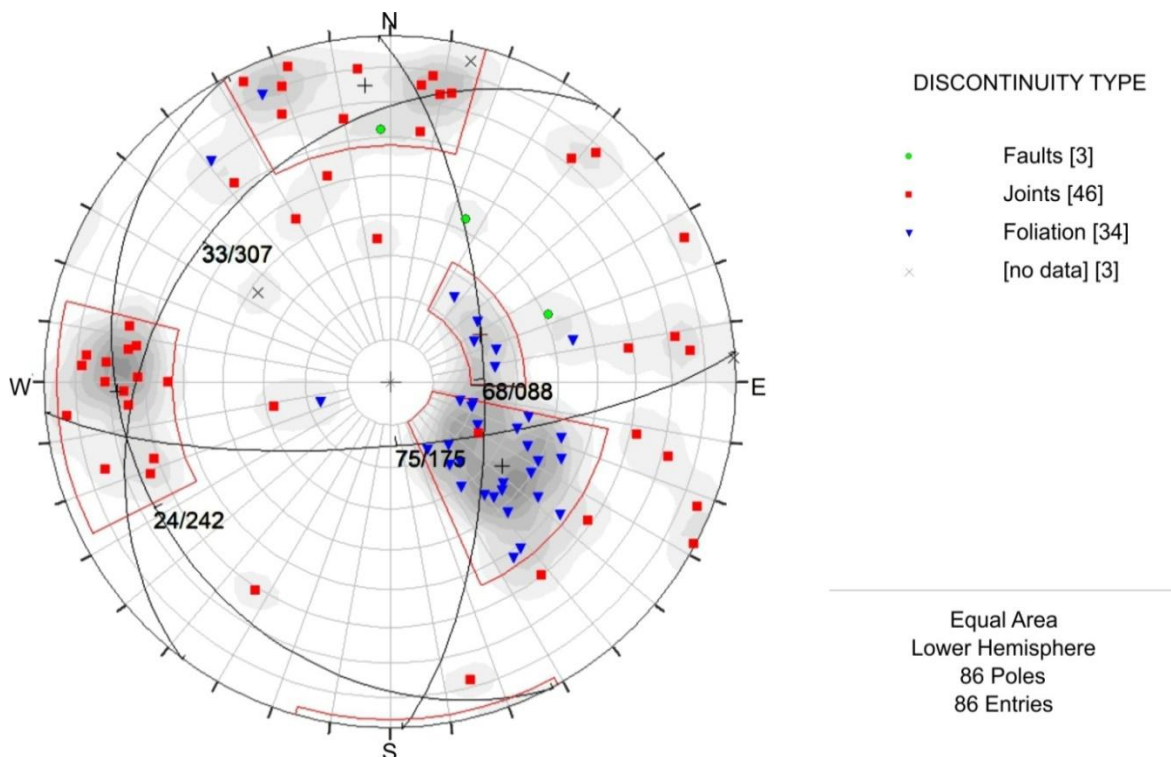 N
DISCONTINUITY TYPE
Faults [3]
Joints [46]
Foliation [34]
[no data] [3]
33/307
W
E
68/088
75/175
24/242
S
Equal Area
Lower Hemisphere
86 Poles
86 Entries